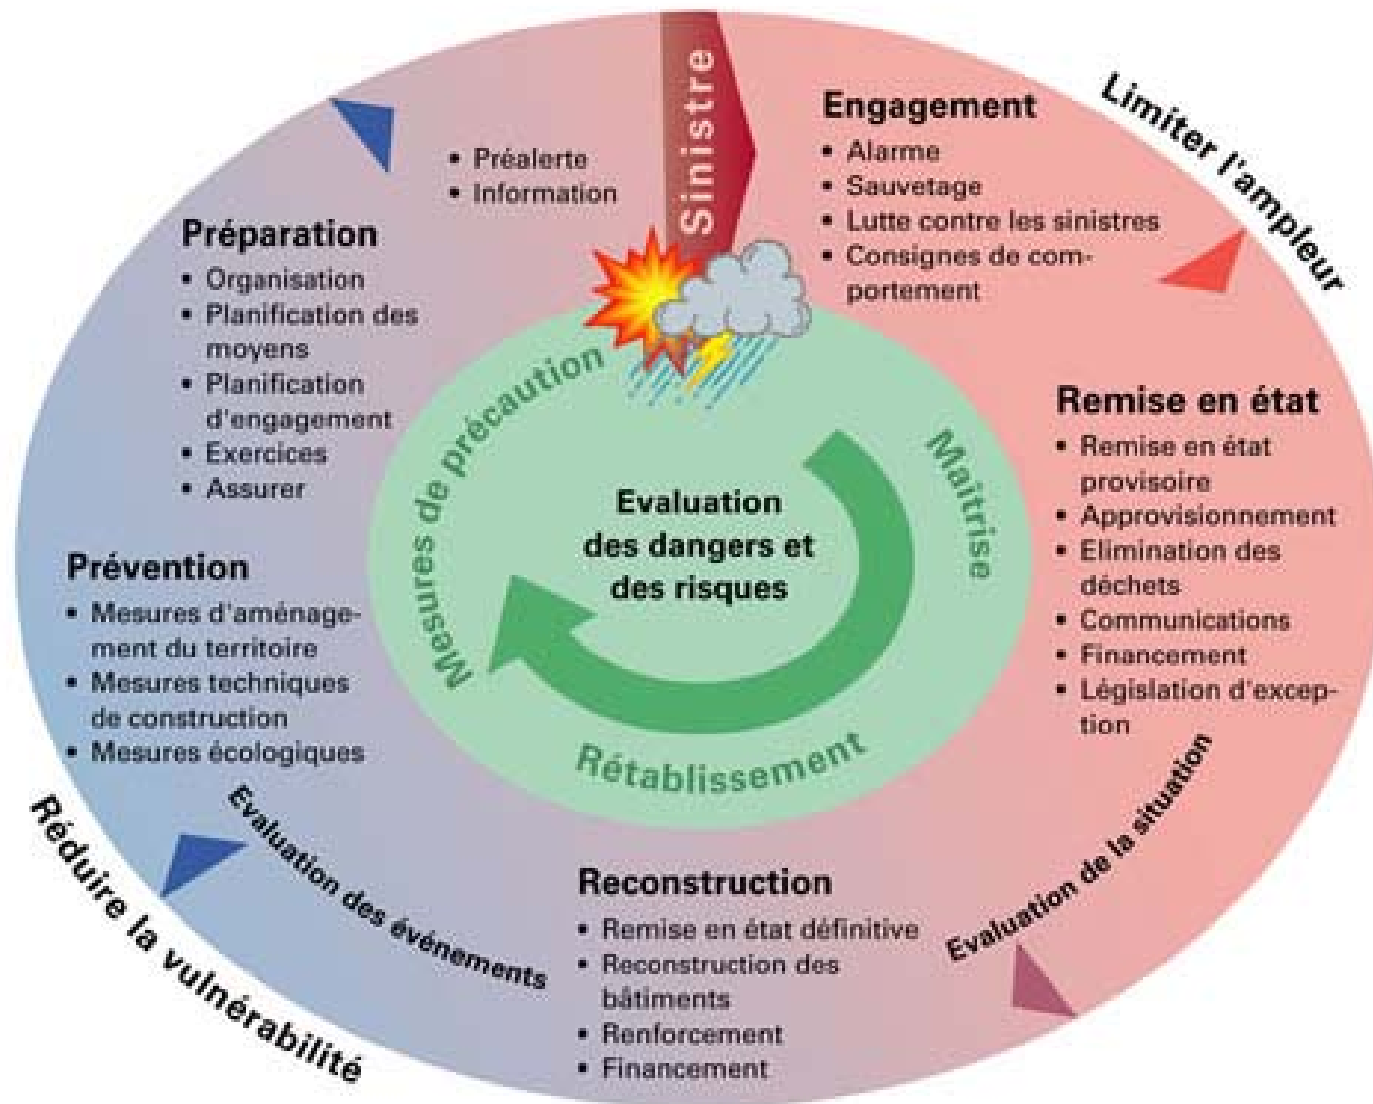 Sinistre
Engagement
• Alarme
• Sauvetage
• Lutte contre les sinistres
• Consignes de com-
portement
Limiter l'ampleur
Remise en état
• Remise en état
provisoire
• Approvisionnement
• Elimination des
déchets
• Communications
• Financement
• Législation d'excep-
tion
Evaluation de la situation
Reconstruction
• Remise en état définitive
• Reconstruction des
bâtiments
• Renforcement
• Financement
Evaluation des événements
Réduire la vulnérabilité
Prévention
• Mesures d'aménage-
ment du territoire
• Mesures techniques
de construction
• Mesures écologiques
Préparation
• Organisation
• Planification des
moyens
• Planification
d'engagement
• Exercices
• Assurer
• Préalerte
• Information
Mesures de précaution
Maîtrise
Rétablissement
Evaluation
des dangers et
des risques